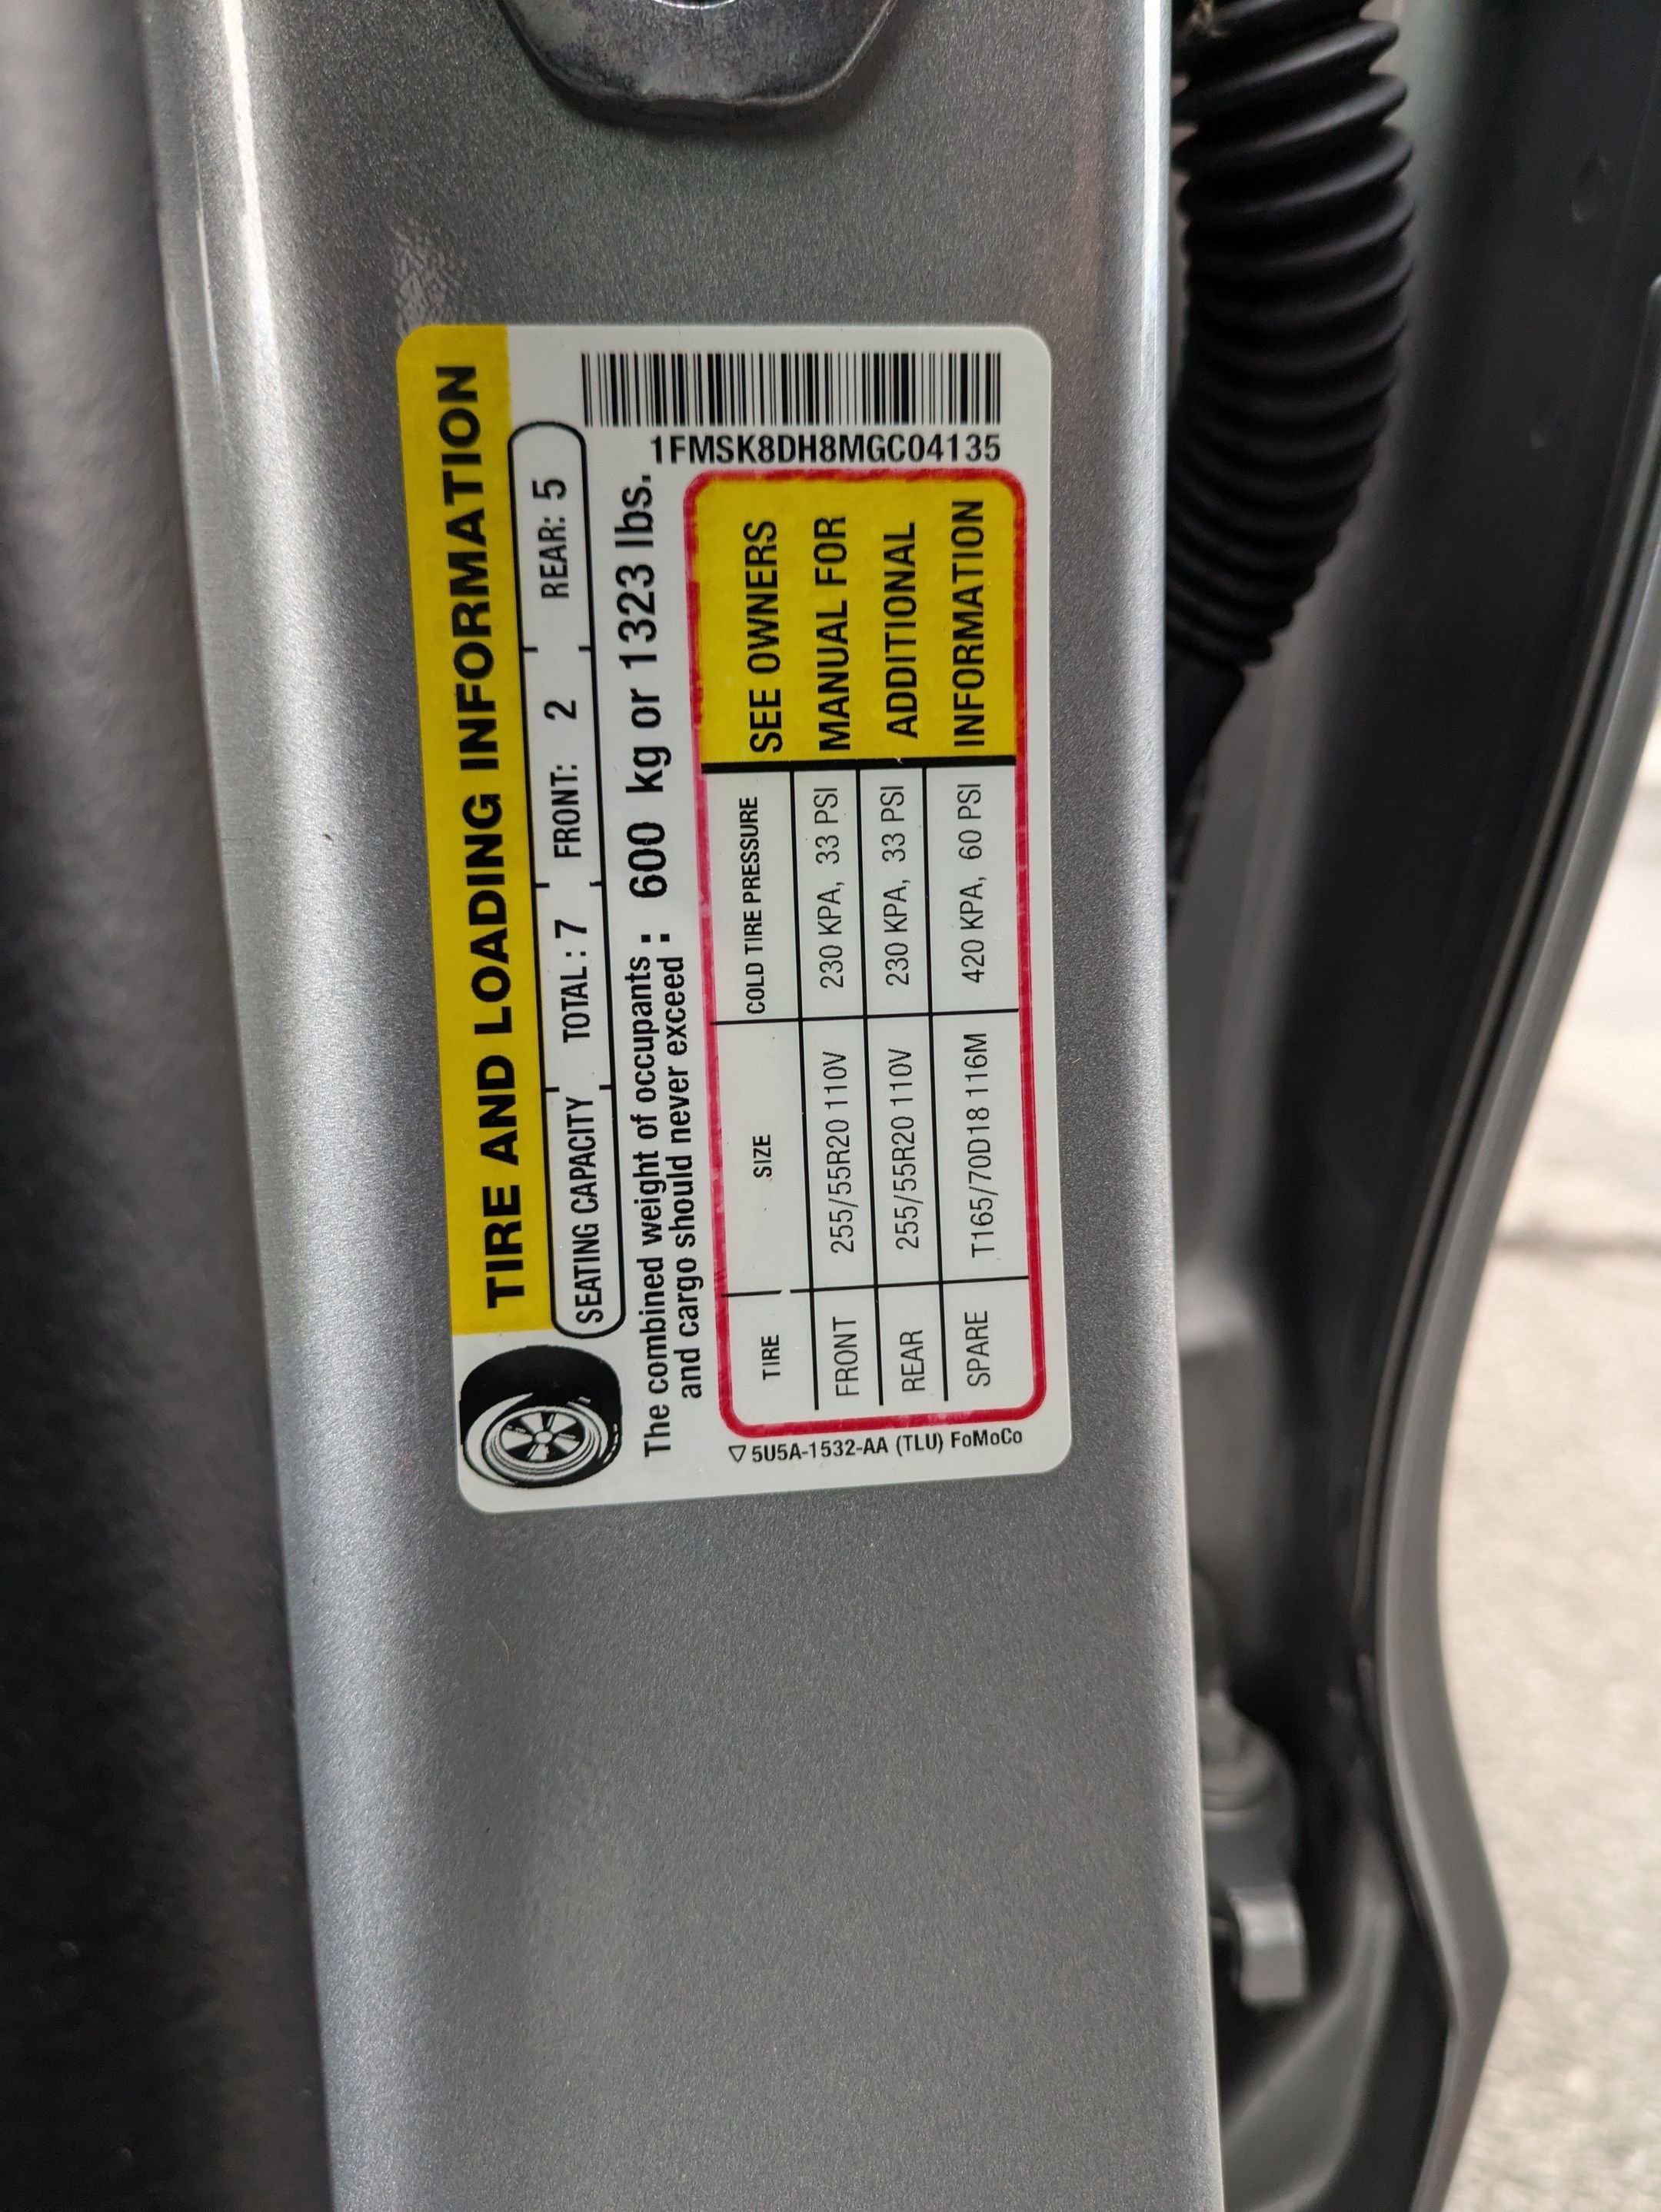 TIRE AND LOADING INFORMATION
SEATING CAPACITY TOTAL : 7 FRONT: 2 REAR: 5
The combined weight of occupants and cargo should never exceed : : 600 kg or 1323 lbs.
TIRE SIZE COLD TIRE PRESSURE
FRONT 255/55R20 110V 230 KPA, 33 PSI
REAR 255/55R20 110V 230 KPA, 33 PSI
SPARE T165/70D18 116M 420 KPA, 60 PSI
SEE OWNERS
MANUAL FOR
ADDITIONAL
INFORMATION
5U5A-1532-AA (TLU) FoMoCo
1FMSK8DH8MGC04135